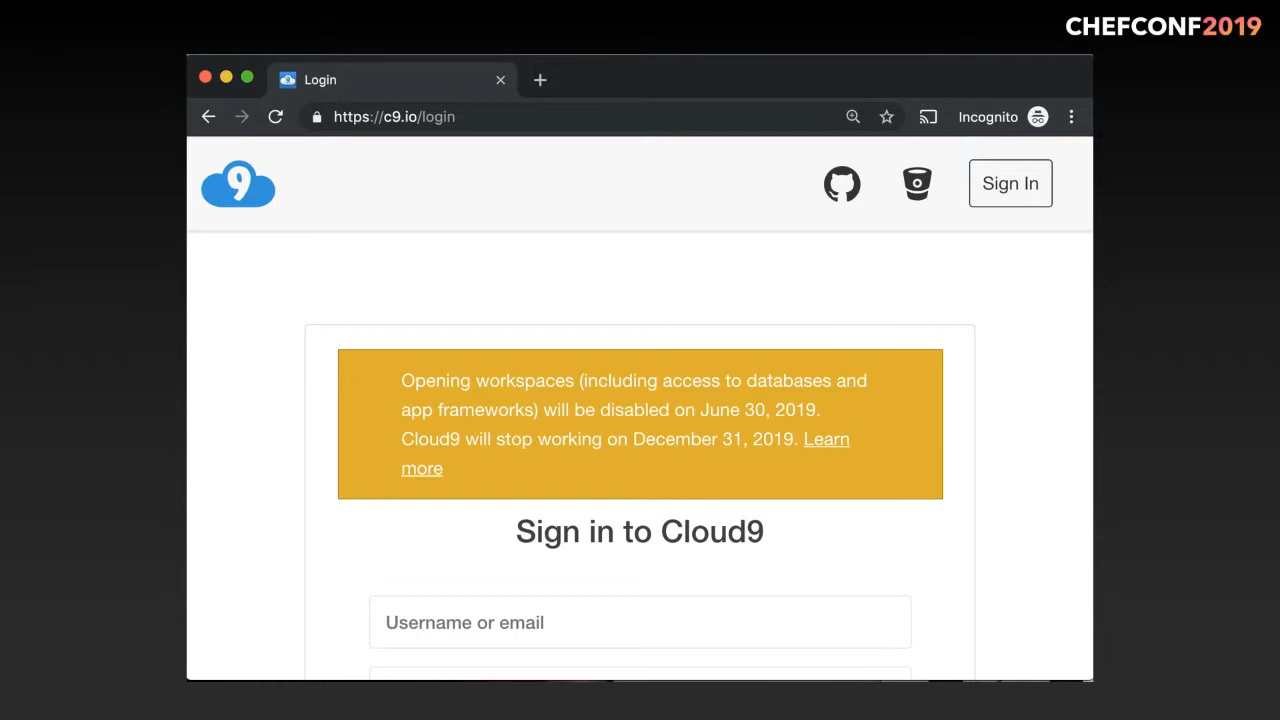 CHEFCONF2019
Login
https://c9.io/login
Incognito
9
Sign In
Opening workspaces (including access to databases and
app frameworks) will be disabled on June 30, 2019.
Cloud9 will stop working on December 31, 2019. Learn
more
Sign in to Cloud9
Username or email